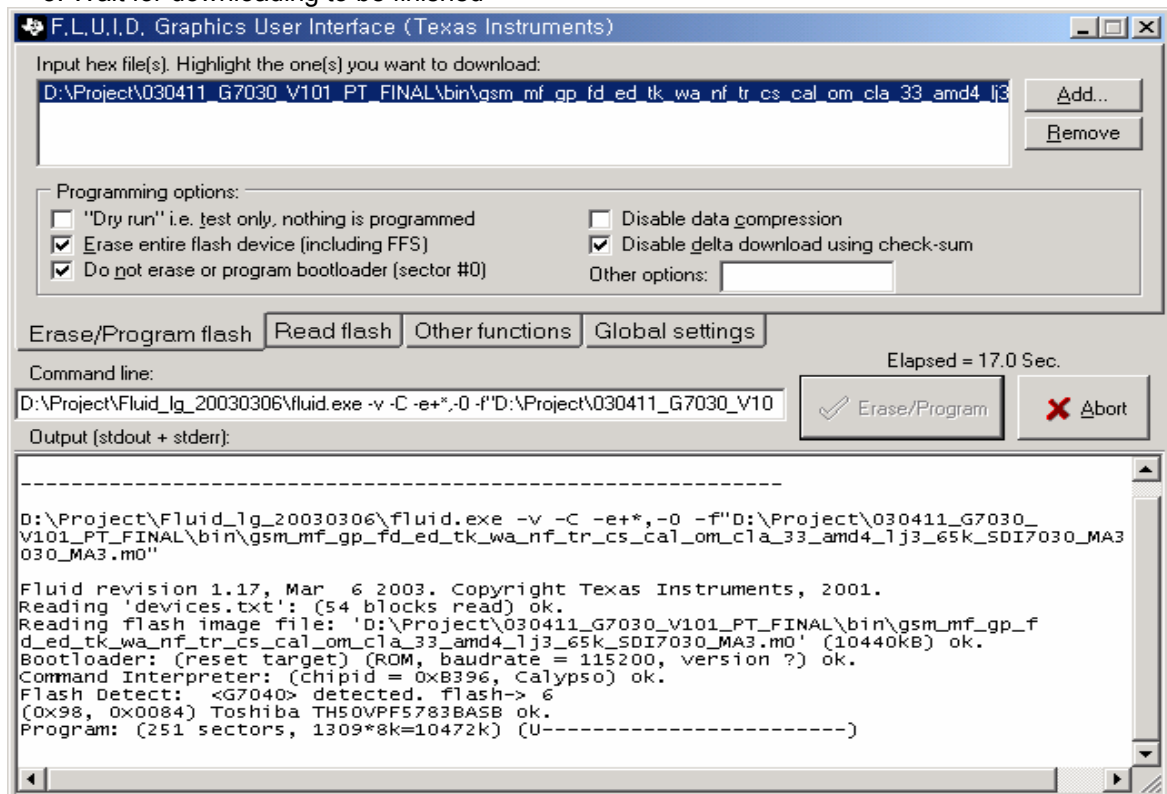 Wait for downloading to be finished
F.L.U.I.D. Graphics User Interface (Texas Instruments)
Input hex file(s). Highlight the one(s) you want to download:
D:\Project\030411_G7030_V101_PT_FINAL\bin\gsm_mf_gp_fd_ed_tk_wa_nf_tr_cs_cal_om_cla_33_amd4_lj3
Add...
Remove
Programming options:
"Dry run" i.e. test only, nothing is programmed
Disable data compression
Erase entire flash device (including FFS)
Disable delta download using check-sum
Do not erase or program bootloader (sector #0)
Other options:
Erase/Program flash Read flash Other functions Global settings
Elapsed = 17.0 Sec.
Command line:
D:\Project\Fluid_lg_20030306\fluid.exe -v -C -e+*,-0 -f"D:\Project\030411_G7030_V10
Erase/Program
Abort
Output (stdout + stderr):
-------------------------------------------------------------
D:\Project\Fluid_lg_20030306\fluid.exe -v -C -e+*,-0 -f"D:\Project\030411_G7030_
V101_PT_FINAL\bin\gsm_mf_gp_fd_ed_tk_wa_nf_tr_cs_cal_om_cla_33_amd4_lj3_65k_SDI7030_MA3
030_MA3.m0"
Fluid revision 1.17, Mar  6 2003. Copyright Texas Instruments, 2001.
Reading 'devices.txt': (54 blocks read) ok.
Reading flash image file: 'D:\Project\030411_G7030_V101_PT_FINAL\bin\gsm_mf_gp_f
d_ed_tk_wa_nf_tr_cs_cal_om_cla_33_amd4_lj3_65k_SDI7030_MA3.m0' (10440kB) ok.
Bootloader: (reset target) (ROM, baudrate = 115200, version ?) ok.
Command Interpreter: (chipid = 0xB396, Calypso) ok.
Flash Detect:  <G7040> detected. flash-> 6
(0x98, 0x0084) Toshiba TH50VPF5783BASB ok.
Program: (251 sectors, 1309*8k=10472k) (U-------------------------)